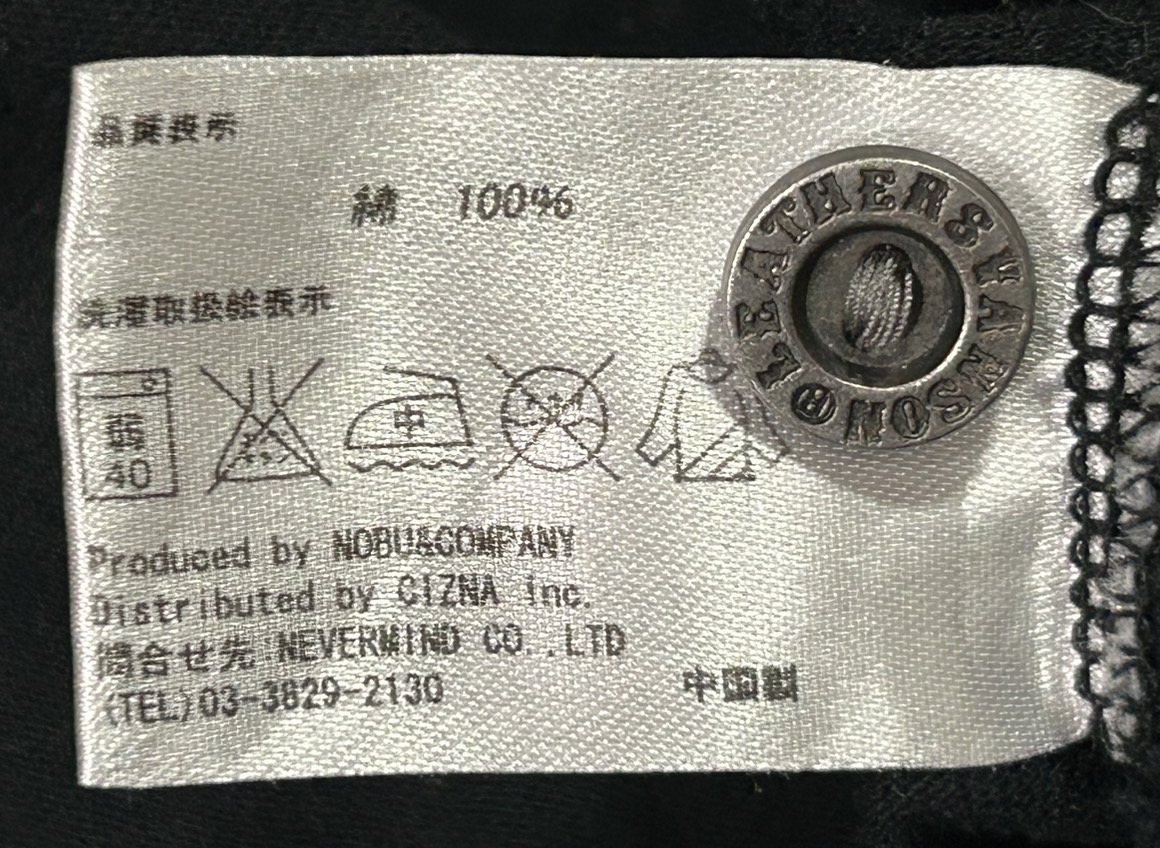 品質表示
綿 100%
洗濯取扱絵表示
弱
40
中
Produced by NOBU&COMPANY
Distributed by CIZNA inc.
問合せ先 NEVERMIND CO.,LTD
(TEL)03-3829-2130
中国製
LEATHERS HAWSON®